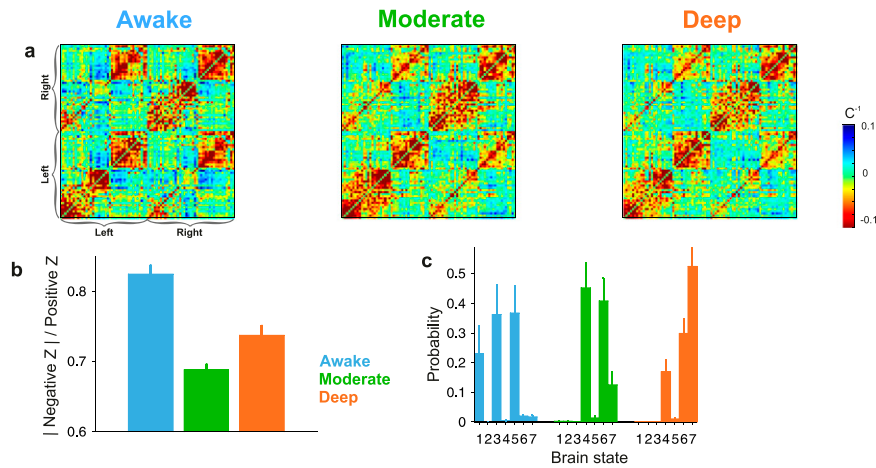 Awake
Moderate
Deep
a
Right
Left
Left
Right
C⁻¹
0.1
0
-0.1
b
| Negative Z | / Positive Z
0.8
0.7
0.6
Awake
Moderate
Deep
c
Probability
0.5
0.4
0.3
0.2
0.1
0
1234567 1234567 1234567
Brain state